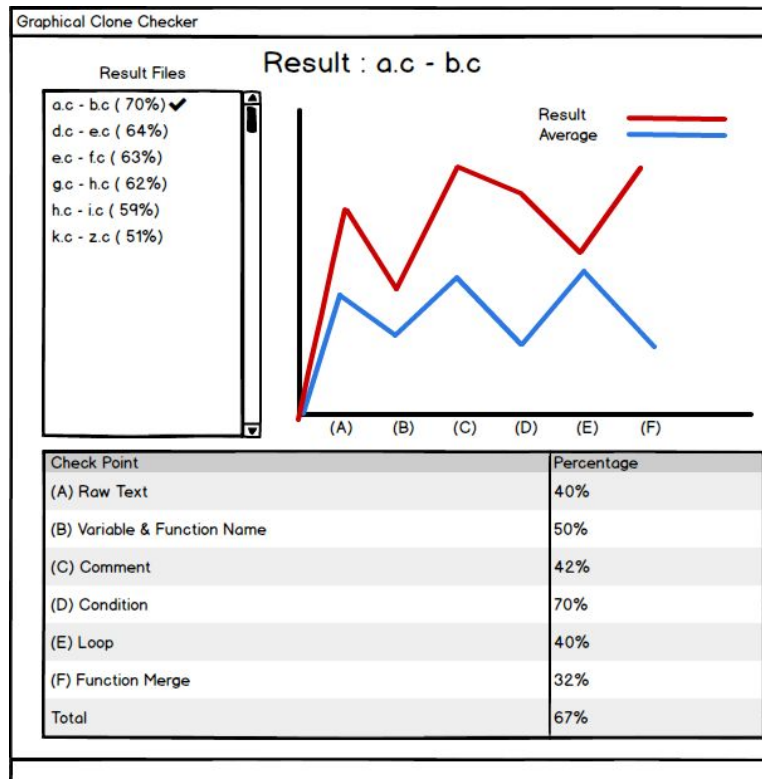 Graphical Clone Checker
Result : a.c - b.c
Result Files
a.c - b.c ( 70%) ✔
d.c - e.c ( 64%)
e.c - f.c ( 63%)
g.c - h.c ( 62%)
h.c - i.c ( 59%)
k.c - z.c ( 51%)
Result
Average
(A) (B) (C) (D) (E) (F)
Check Point Percentage
(A) Raw Text 40%
(B) Variable & Function Name 50%
(C) Comment 42%
(D) Condition 70%
(E) Loop 40%
(F) Function Merge 32%
Total 67%